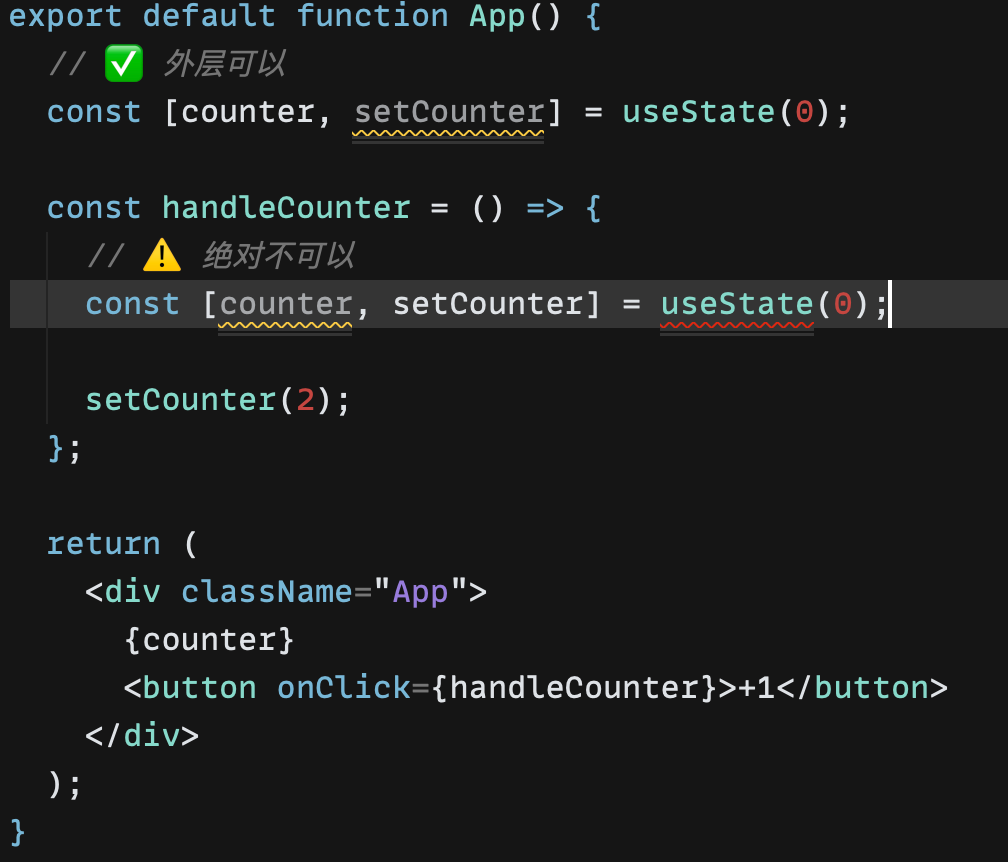 export default function App() {
  // ✅ 外层可以
  const [counter, setCounter] = useState(0);
  const handleCounter = () => {
    // ⚠️ 绝对不可以
    const [counter, setCounter] = useState(0);
    setCounter(2);
  };
  return (
    <div className="App">
      {counter}
      <button onClick={handleCounter}>+1</button>
    </div>
  );
}